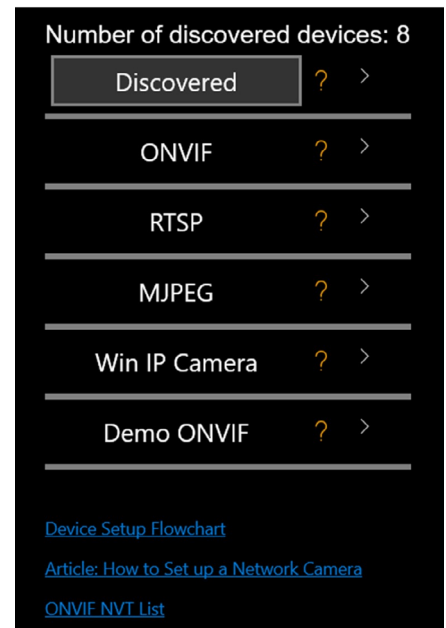 Number of discovered devices: 8
Discovered ? >
ONVIF ? >
RTSP ? >
MJPEG ? >
Win IP Camera ? >
Demo ONVIF ? >
Device Setup Flowchart
Article: How to Set up a Network Camera
ONVIF NVT List